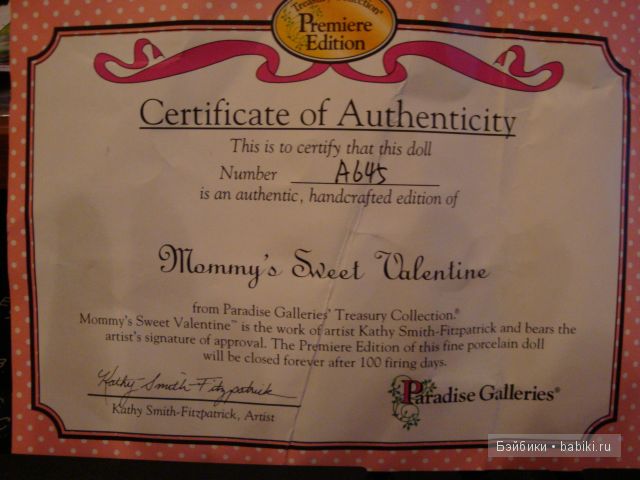 Treasury Collection®
Premiere
Edition
Certificate of Authenticity
This is to certify that this doll
Number A645
is an authentic, handcrafted edition of
Mommy's Sweet Valentine
from Paradise Galleries' Treasury Collection.®
Mommy's Sweet Valentine™ is the work of artist Kathy Smith-Fitzpatrick and bears the
artist's signature of approval. The Premiere Edition of this fine porcelain doll
will be closed forever after 100 firing days.
Kathy Smith-Fitzpatrick
Kathy Smith-Fitzpatrick, Artist
Paradise Galleries®
Бэйбики • babiki.ru